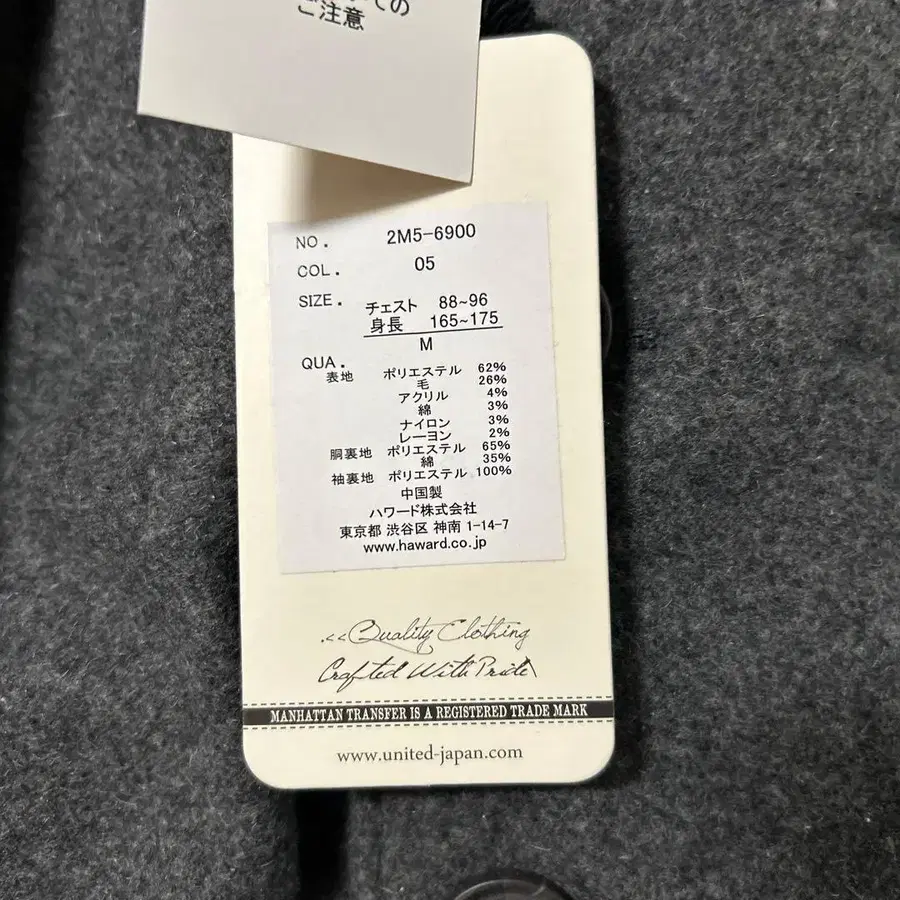 ご注意
NO. 2M5-6900
COL. 05
SIZE. チェスト 88~96
身長 165~175
M
QUA.
表地 ポリエステル 62%
毛 26%
アクリル 4%
綿 3%
ナイロン 3%
レーヨン 2%
胴裏地 ポリエステル 65%
綿 35%
袖裏地 ポリエステル 100%
中国製
ハワード株式会社
東京都 渋谷区 神南 1-14-7
www.haward.co.jp
.<<Quality Clothing
Crafted With Pride
MANHATTAN TRANSFER IS A REGISTERED TRADE MARK
www.united-japan.com